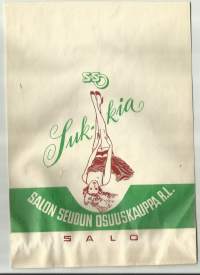 SSO
Suk-kia
SALON SEUDUN OSUUSKAUPPA R.L.
SALO